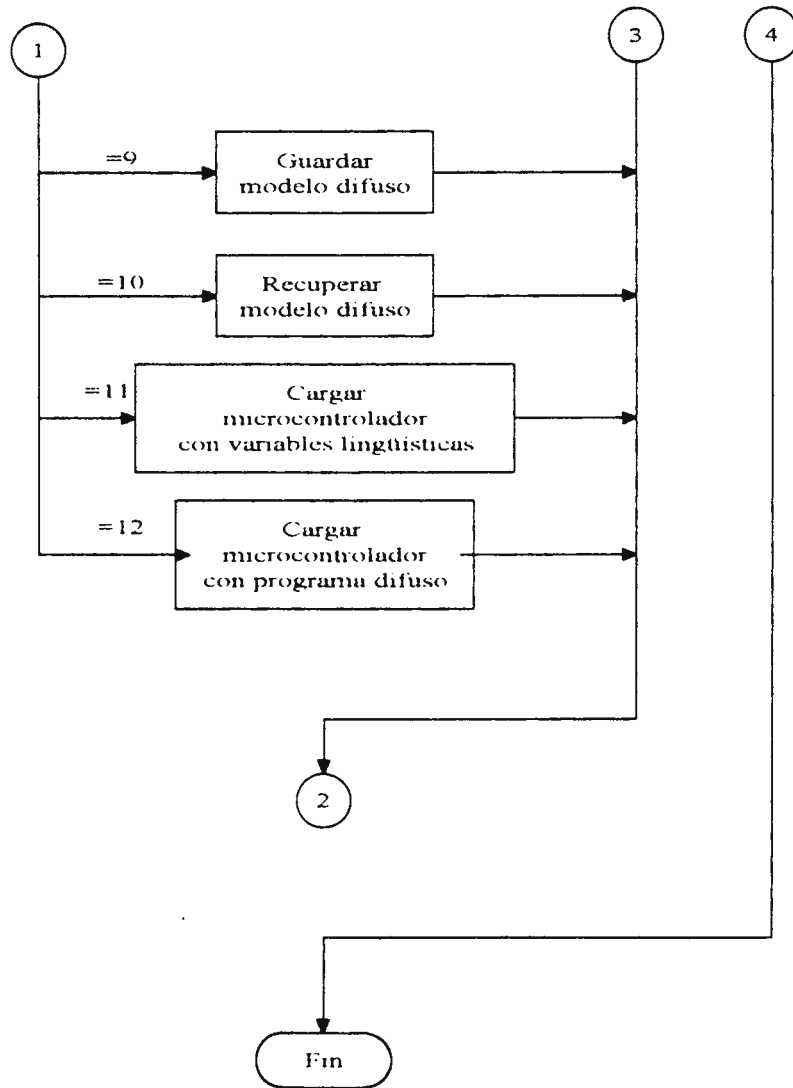 1
3
4
=9
Guardar
modelo difuso
=10
Recuperar
modelo difuso
=11
Cargar
microcontrolador
con variables lingüísticas
=12
Cargar
microcontrolador
con programa difuso
2
Fin